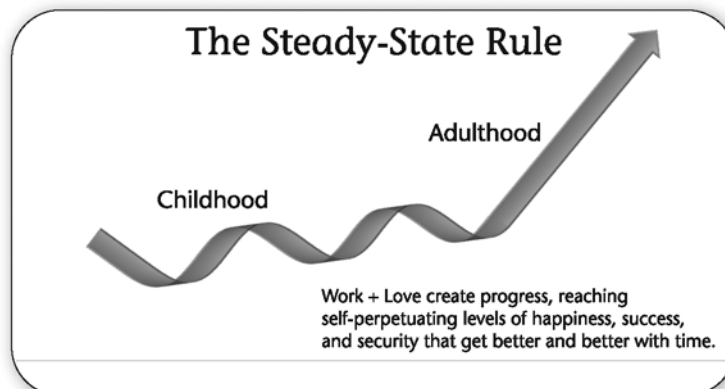 The Steady-State Rule
Adulthood
Childhood
Work + Love create progress, reaching
self-perpetuating levels of happiness, success,
and security that get better and better with time.